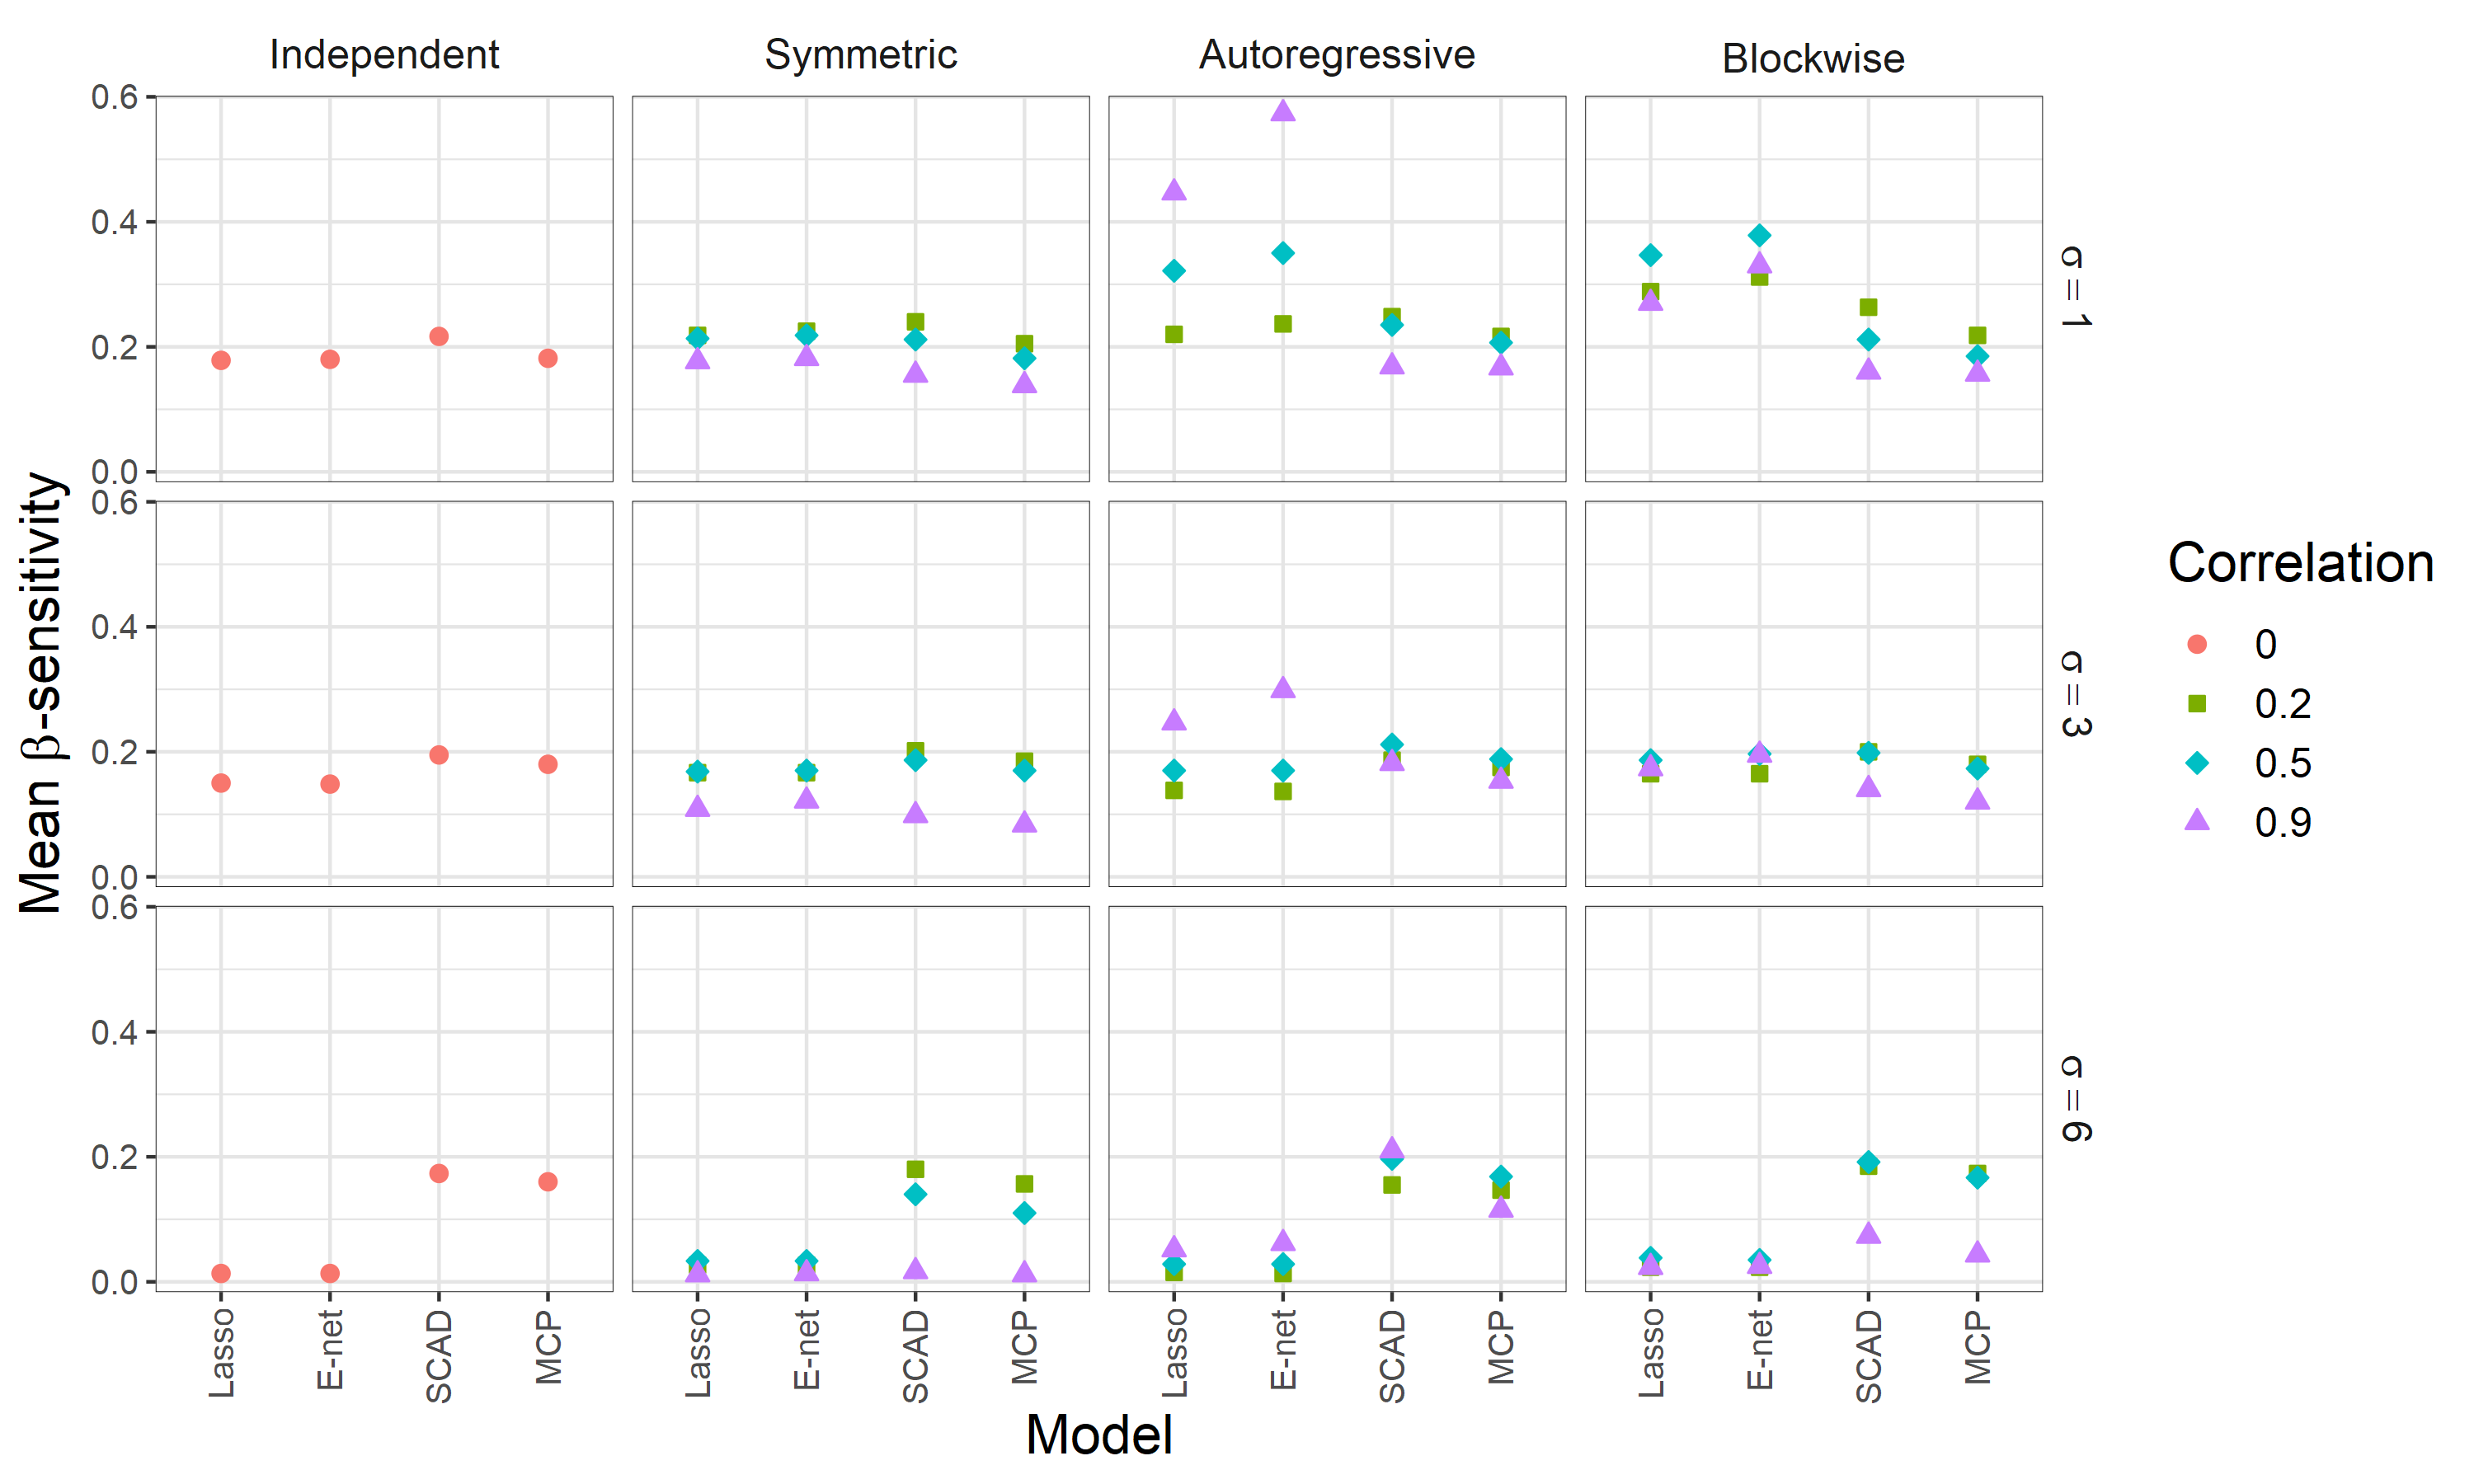 Independent Symmetric Autoregressive Blockwise
0.6
0.4
0.2
0.0
σ = 1
0.6
0.4
0.2
0.0
σ = 3
0.6
0.4
0.2
0.0
σ = 6
Mean β-sensitivity
Lasso E-net SCAD MCP Lasso E-net SCAD MCP Lasso E-net SCAD MCP Lasso E-net SCAD MCP
Model
Correlation
0
0.2
0.5
0.9